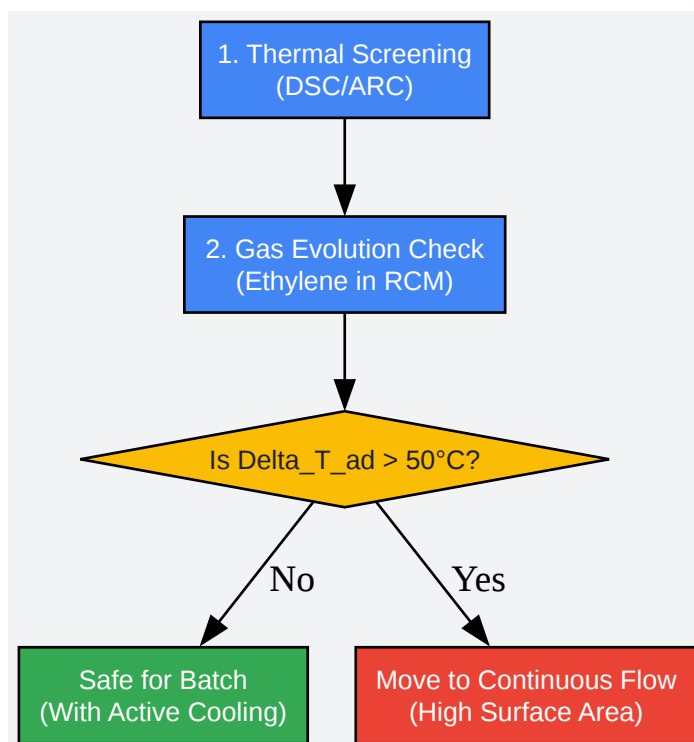 1. Thermal Screening
(DSC/ARC)
2. Gas Evolution Check
(Ethylene in RCM)
Is Delta_T_ad > 50°C?
No
Yes
Safe for Batch
(With Active Cooling)
Move to Continuous Flow
(High Surface Area)